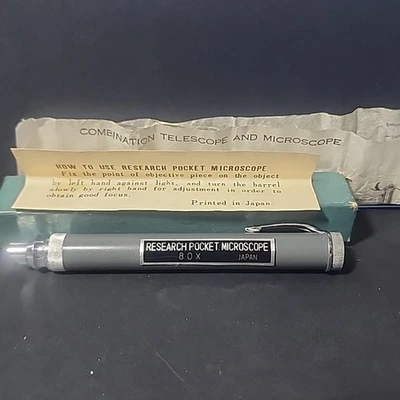 COMBINATION TELESCOPE AND MICROSCOPE
HOW TO USE RESEARCH POCKET MICROSCOPE
Fix the point of objective piece on the object
by left hand against light, and turn the barrel
slowly by right hand for adjustment in order to
obtain good focus.
Printed in Japan.
RESEARCH POCKET MICROSCOPE
80X JAPAN